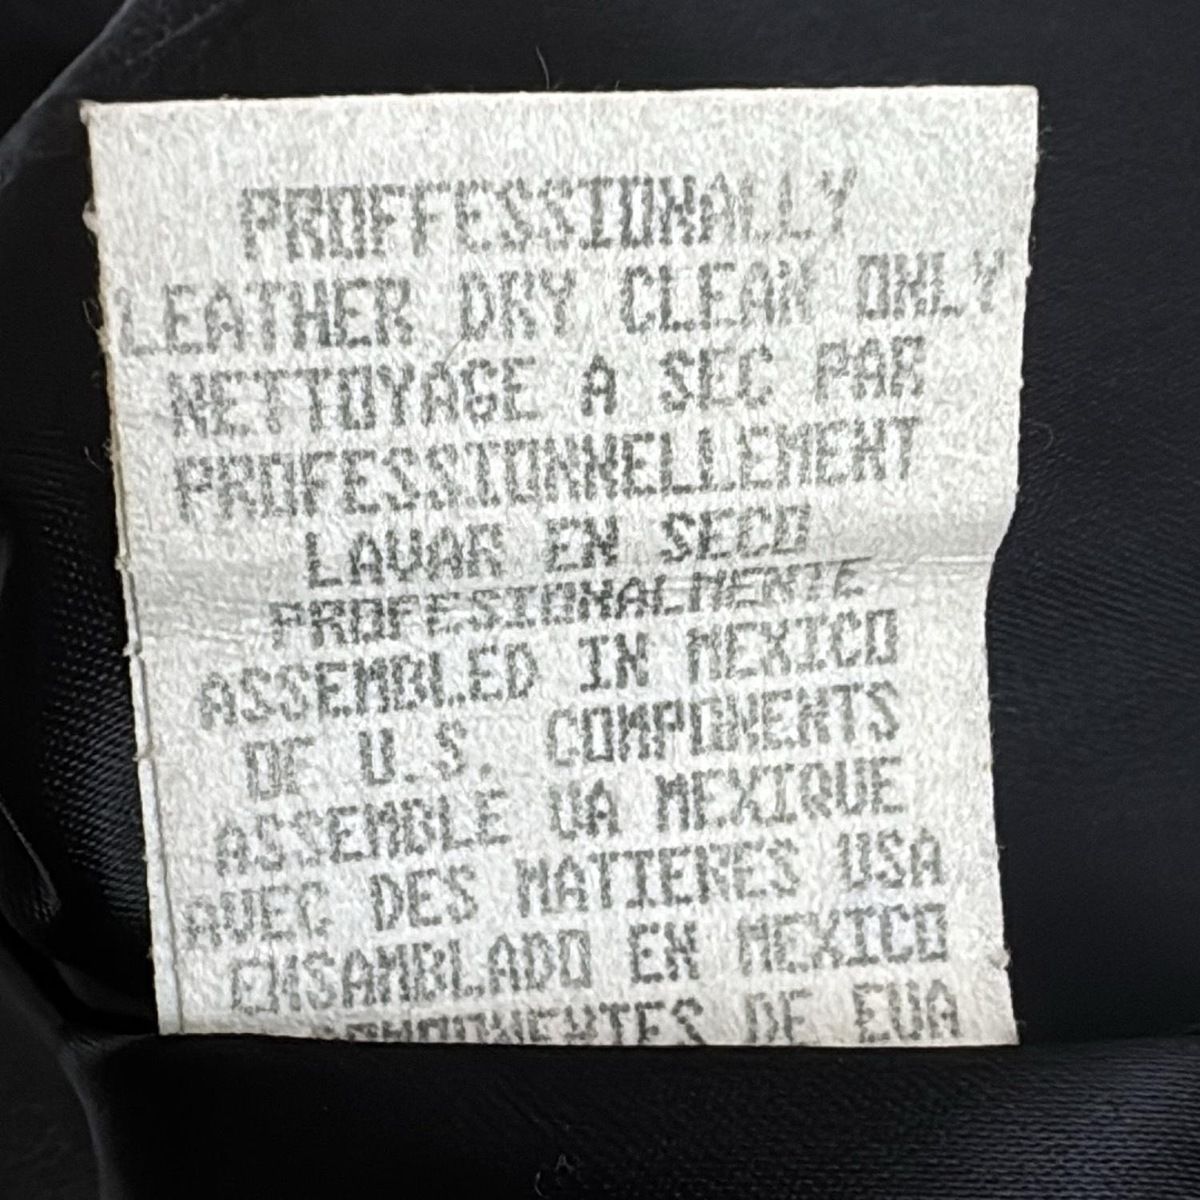 PROFFESSIONALLY
LEATHER DRY CLEAN ONLY
NETTOYAGE A SEC PAR
PROFESSIONNELLEMENT
LAVAR EN SECO
PROFESIONALMENTE
ASSEMBLED IN MEXICO
OF U.S. COMPONENTS
ASSEMBLE UA MEXIQUE
AVEC DES MATIERES USA
ENSAMBLADO EN MEXICO
COMPONENTES DE EUA